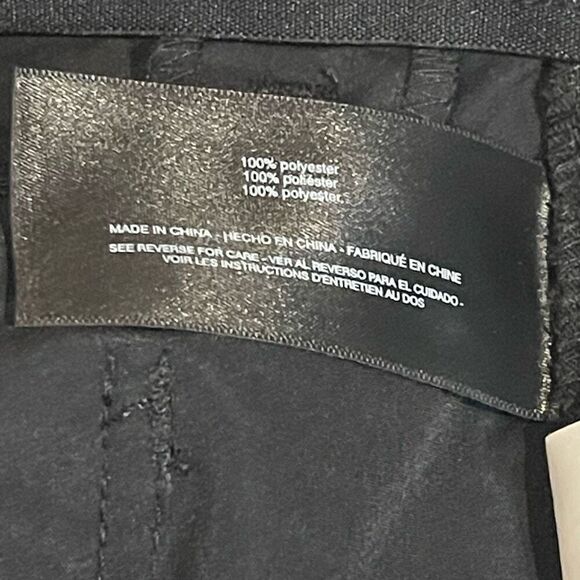 100% polyester
100% poliéster
100% polyester.
MADE IN CHINA - HECHO EN CHINA - FABRIQUÉ EN CHINE
SEE REVERSE FOR CARE - VER AL REVERSO PARA EL CUIDADO -
VOIR LES INSTRUCTIONS D'ENTRETIEN AU DOS